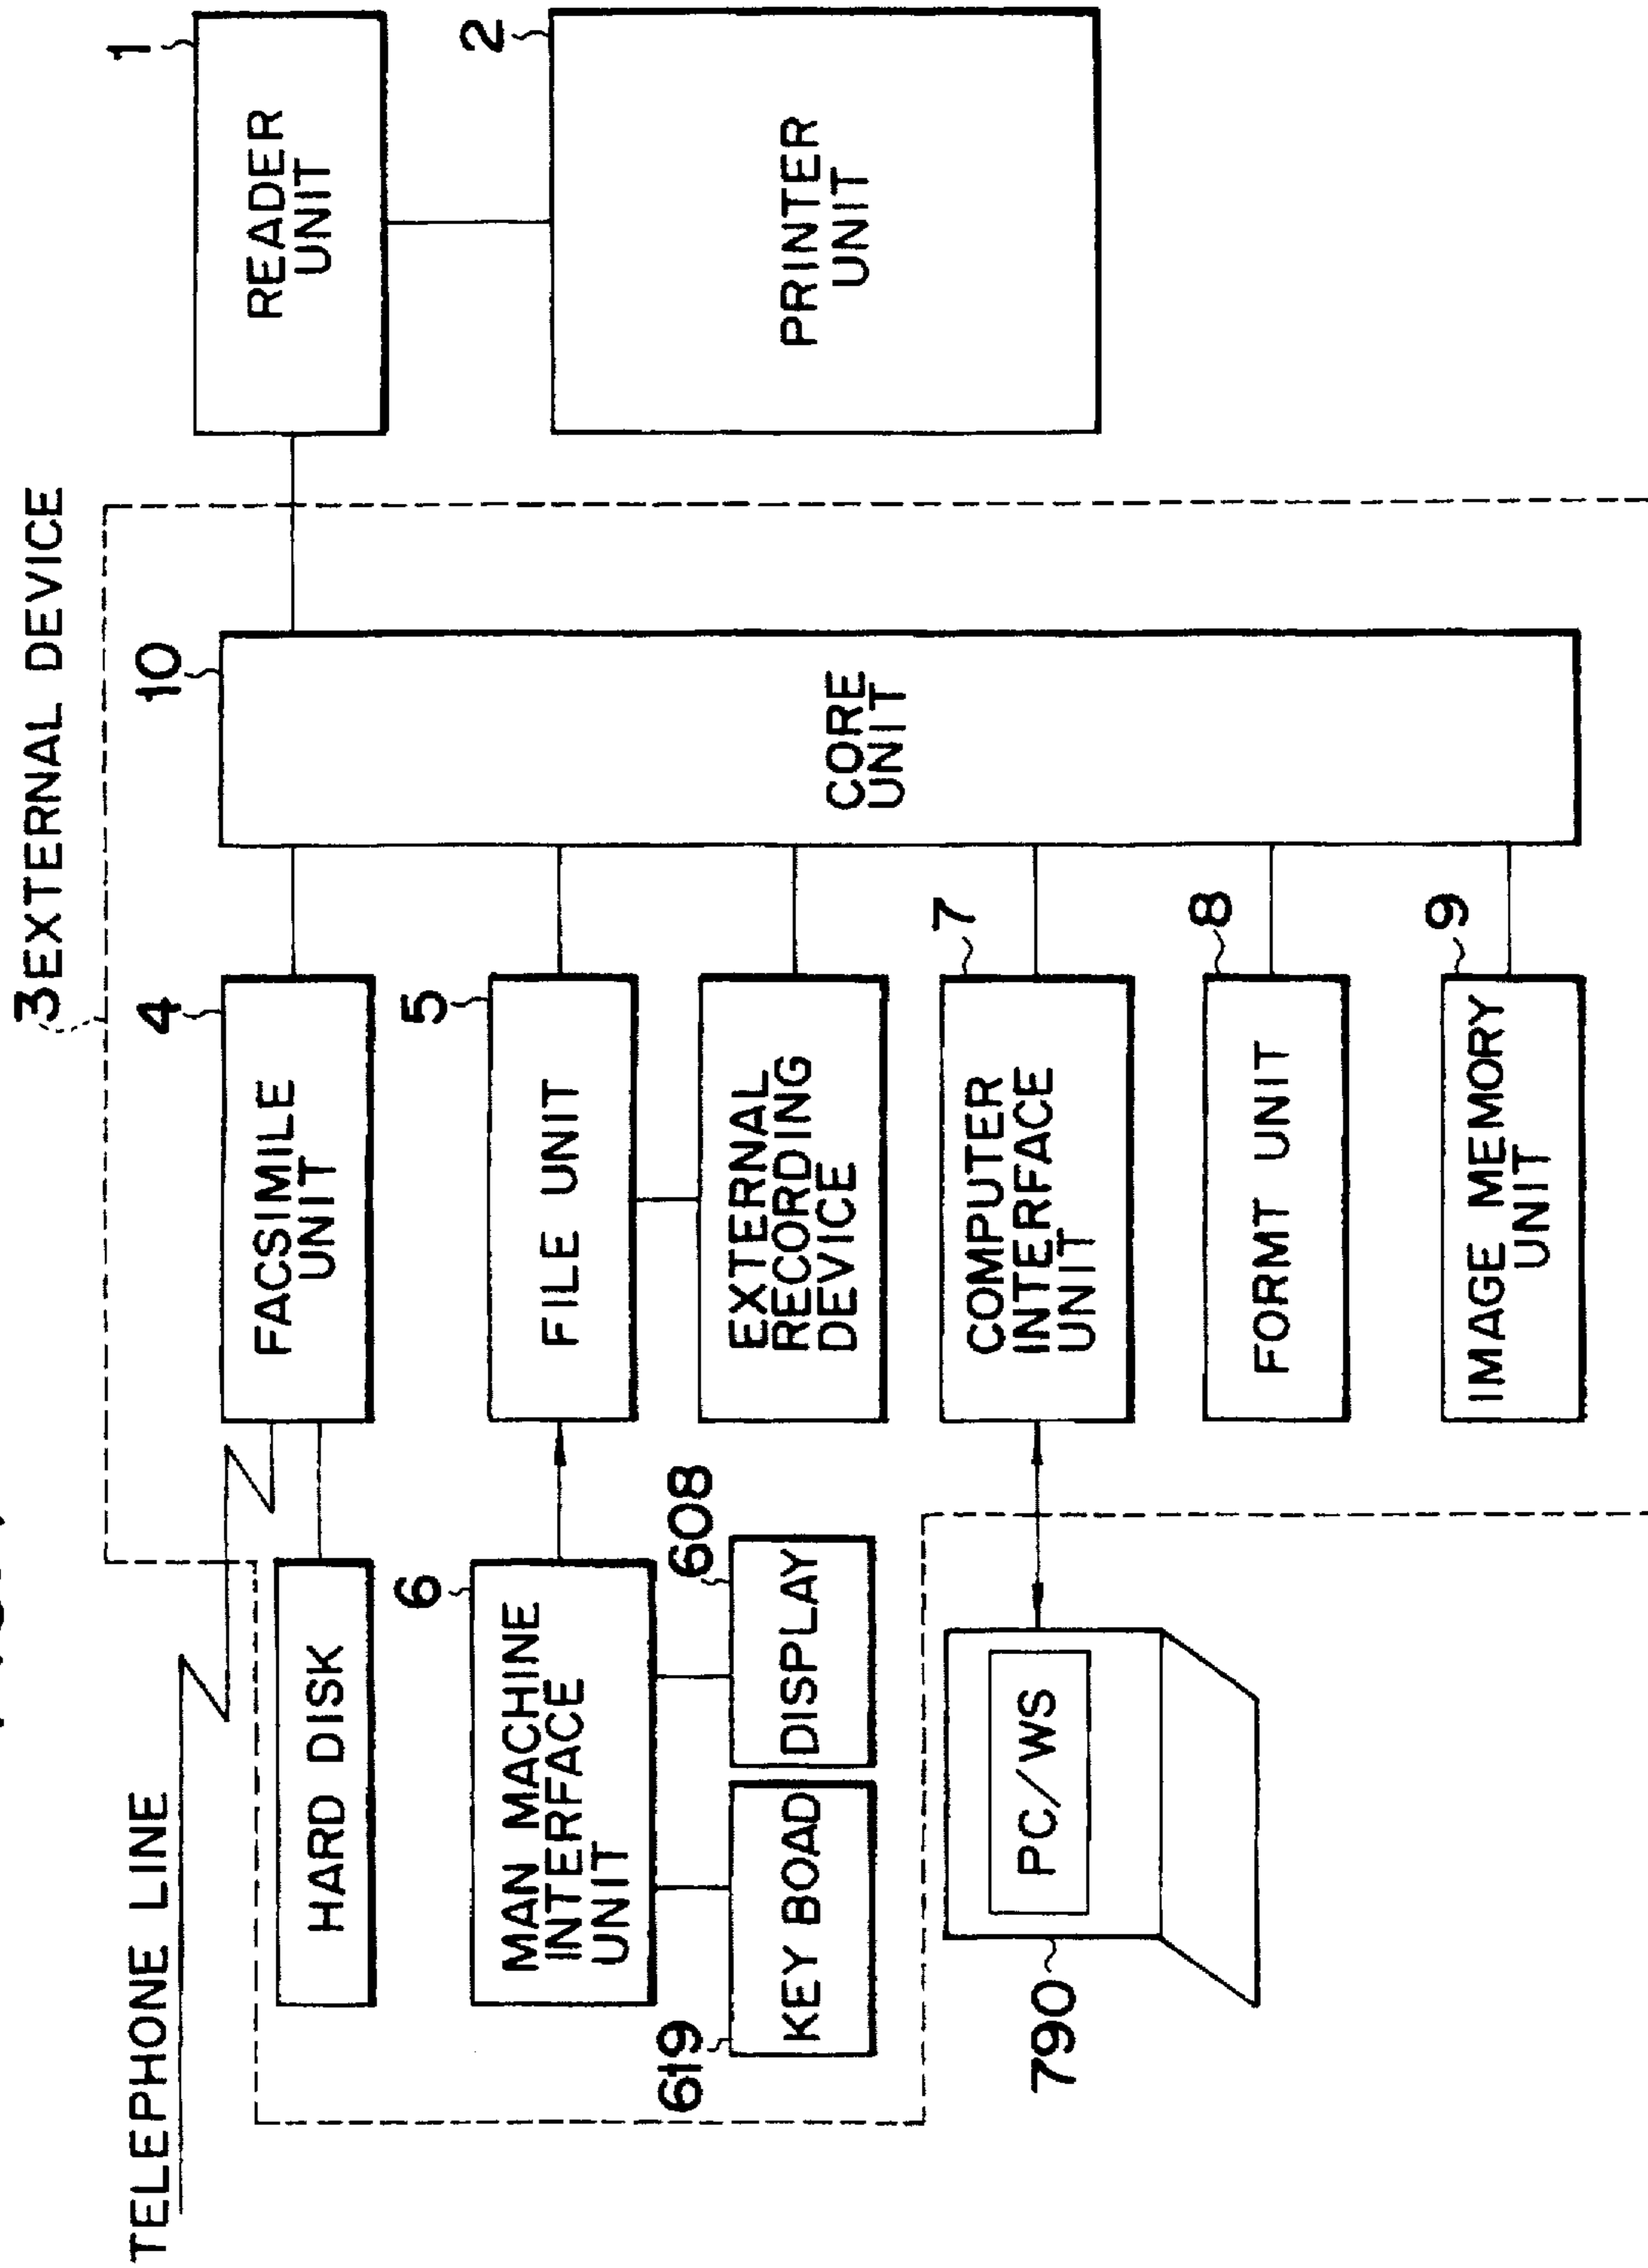 TELEPHONE LINE
3 EXTERNAL DEVICE
HARD DISK
4
FACSIMILE
UNIT
10
CORE
UNIT
1
READER
UNIT
2
PRINTER
UNIT
6
MAN MACHINE
INTERFACE
UNIT
5
FILE UNIT
619
KEY BOAD
608
DISPLAY
EXTERNAL
RECORDING
DEVICE
790
PC/WS
7
COMPUTER
INTERFACE
UNIT
8
FORMT UNIT
9
IMAGE MEMORY
UNIT